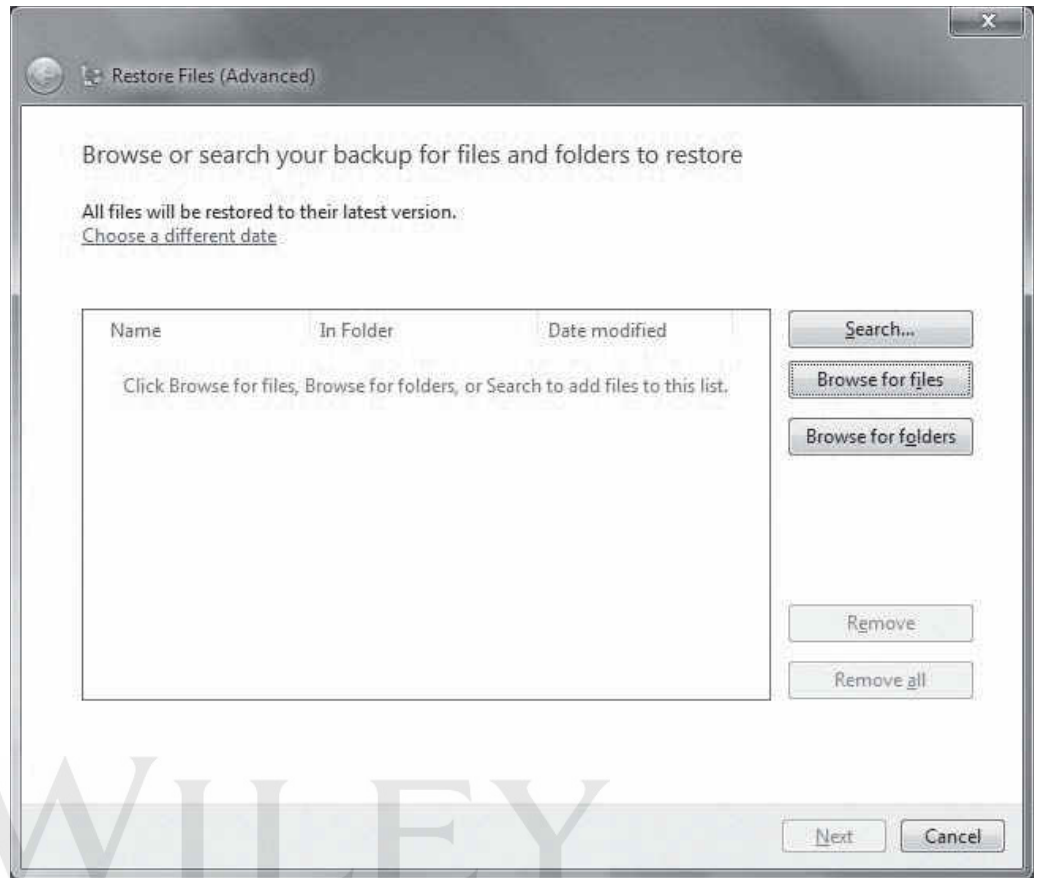 X
Restore Files (Advanced)
Browse or search your backup for files and folders to restore
All files will be restored to their latest version.
Choose a different date
Name In Folder Date modified
Click Browse for files, Browse for folders, or Search to add files to this list.
Search...
Browse for files
Browse for folders
Remove
Remove all
WILEY
Next Cancel